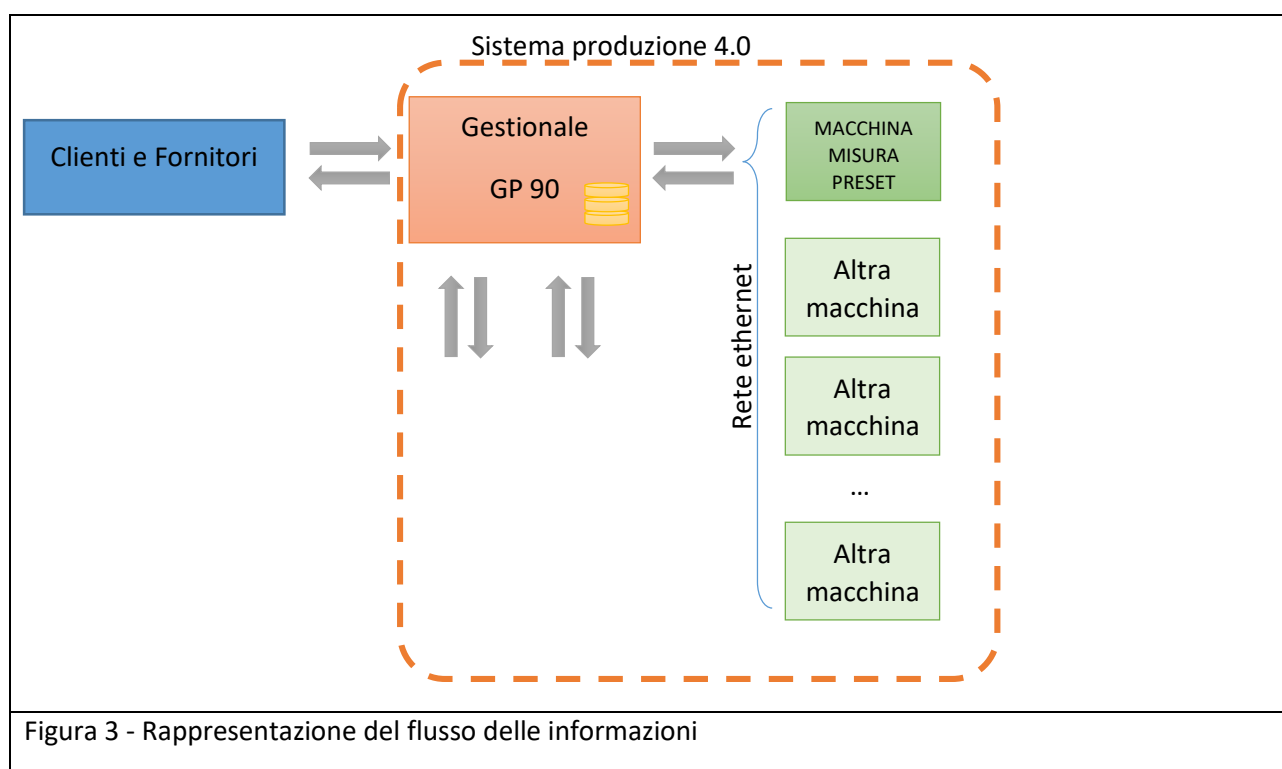 Sistema produzione 4.0
Clienti e Fornitori
Gestionale
GP 90
Rete ethernet
MACCHINA
MISURA
PRESET
Altra
macchina
Altra
macchina
...
Altra
macchina
Figura 3 - Rappresentazione del flusso delle informazioni